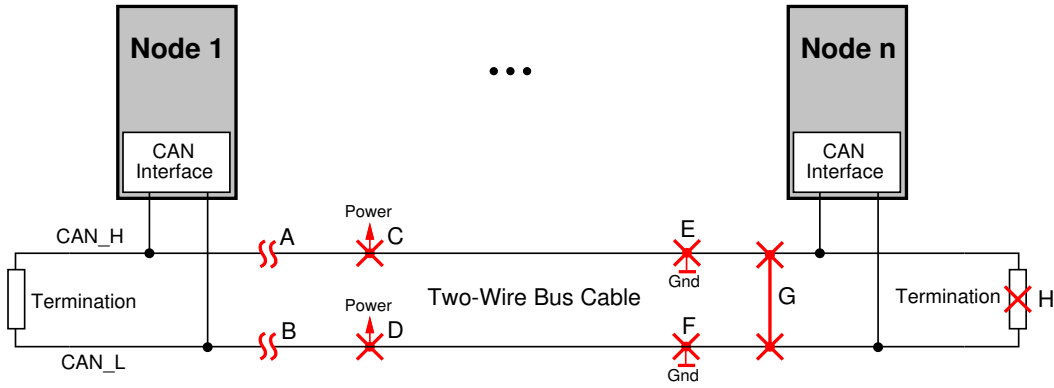 Node 1
Node n
• • •
CAN
Interface
CAN
Interface
CAN_H
A
Power
C
E
Gnd
G
Termination
Two-Wire Bus Cable
Termination
H
B
Power
D
F
Gnd
CAN_L